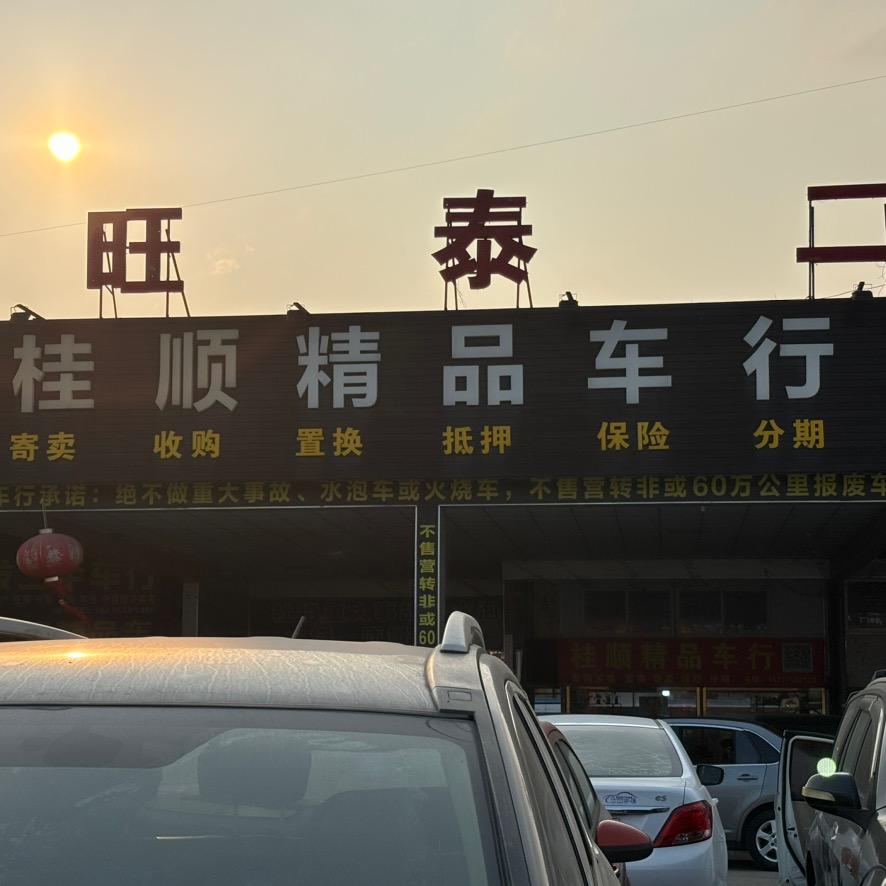 旺泰二
桂顺精品车行
寄卖 收购 置换 抵押 保险 分期
车行承诺：绝不做重大事故、水泡车或火烧车，不售营转非或60万公里报废车
不售营转非或60
桂顺精品车行